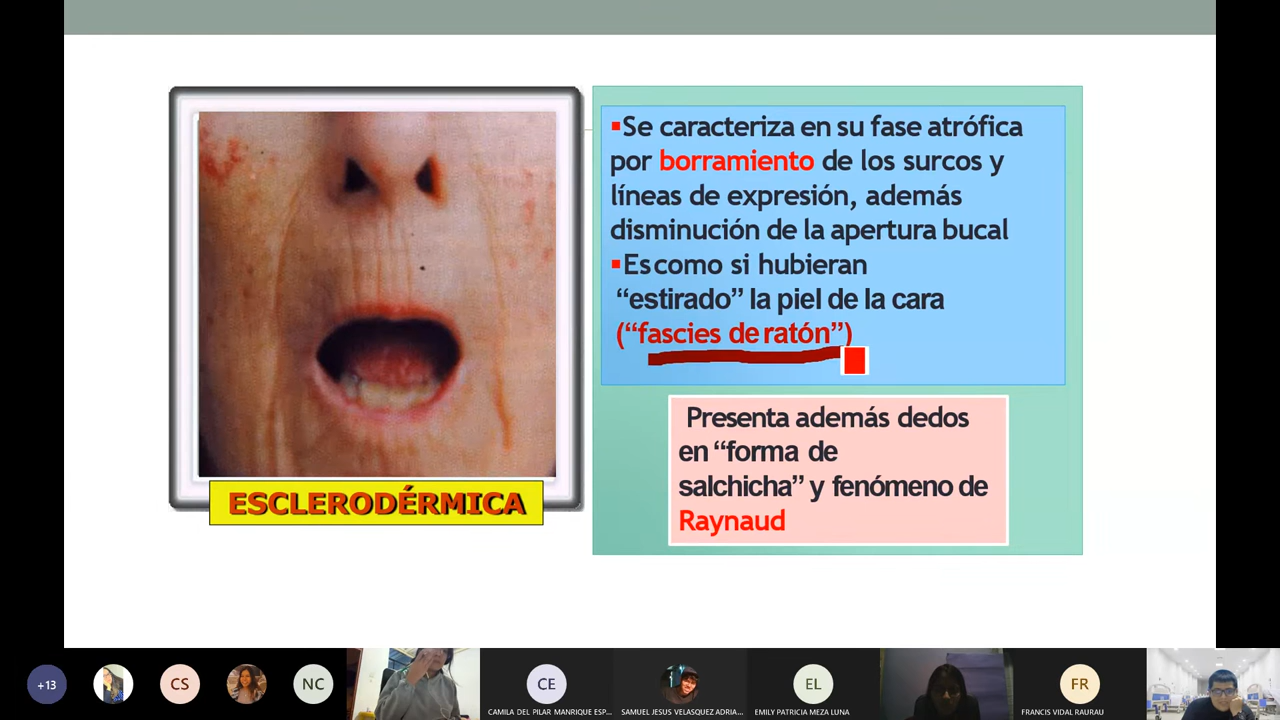 ▪Se caracteriza en su fase atrófica
por borramiento de los surcos y
líneas de expresión, además
disminución de la apertura bucal
▪Es como si hubieran
“estirado” la piel de la cara
(“fascies de ratón”)
ESCLERODÉRMICA
Presenta además dedos
en “forma de
salchicha” y fenómeno de
Raynaud
+13
CS
NC
CE
EL
FR
CAMILA DEL PILAR MANRIQUE ESP...
SAMUEL JESUS VELASQUEZ ADRIA...
EMILY PATRICIA MEZA LUNA
FRANCIS VIDAL RAURAU